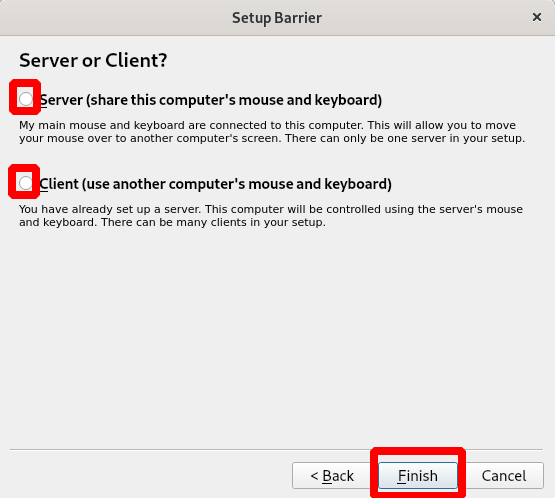 Setup Barrier
Server or Client?
Server (share this computer's mouse and keyboard)
My main mouse and keyboard are connected to this computer. This will allow you to move
your mouse over to another computer's screen. There can only be one server in your setup.
Client (use another computer's mouse and keyboard)
You have already set up a server. This computer will be controlled using the server's mouse
and keyboard. There can be many clients in your setup.
< Back
Finish
Cancel